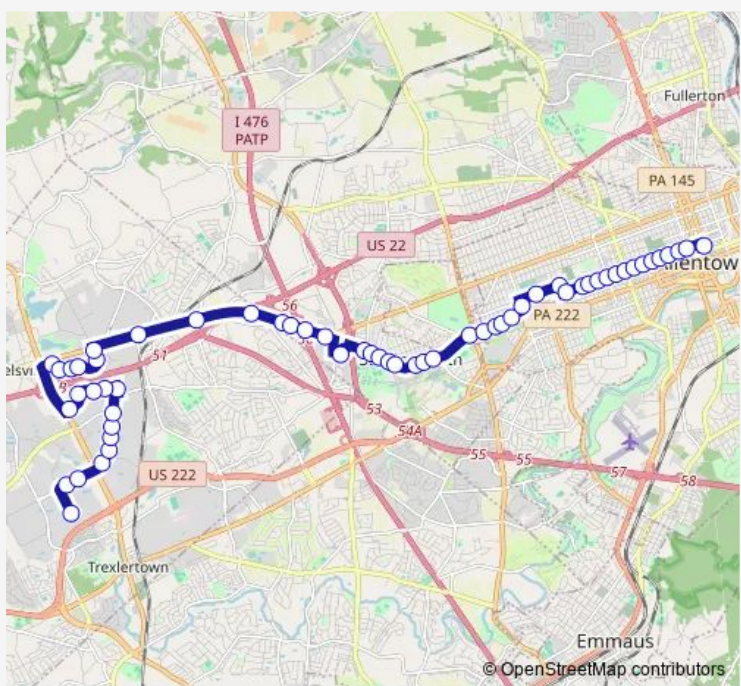 Fullerton
I 476
PATP
PA 145
US 22
56
PA 222
51
53
54A
55
55
57
58
US 222
Trexlertown
Emmaus
© OpenStreetMap contributors